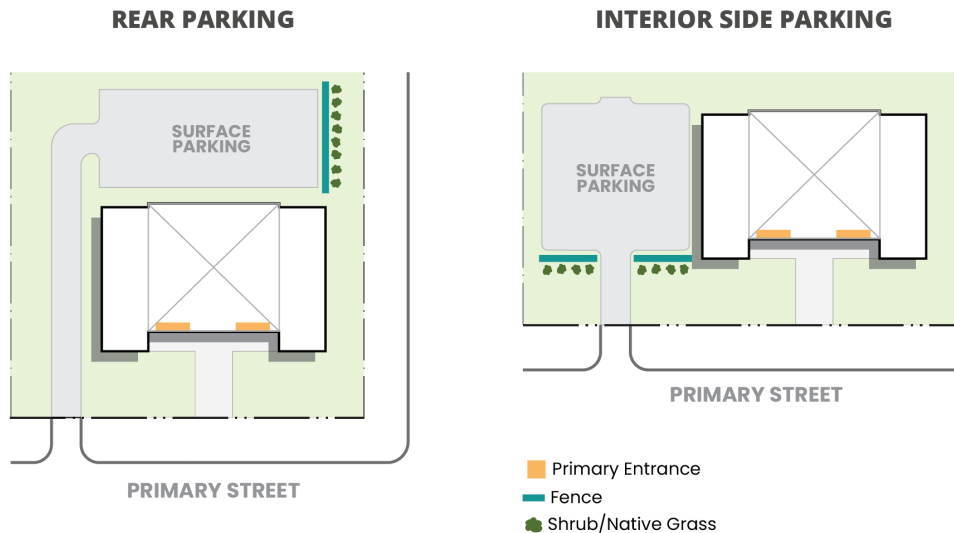 REAR PARKING
INTERIOR SIDE PARKING
SURFACE
PARKING
SURFACE
PARKING
PRIMARY STREET
PRIMARY STREET
Primary Entrance
Fence
Shrub/Native Grass